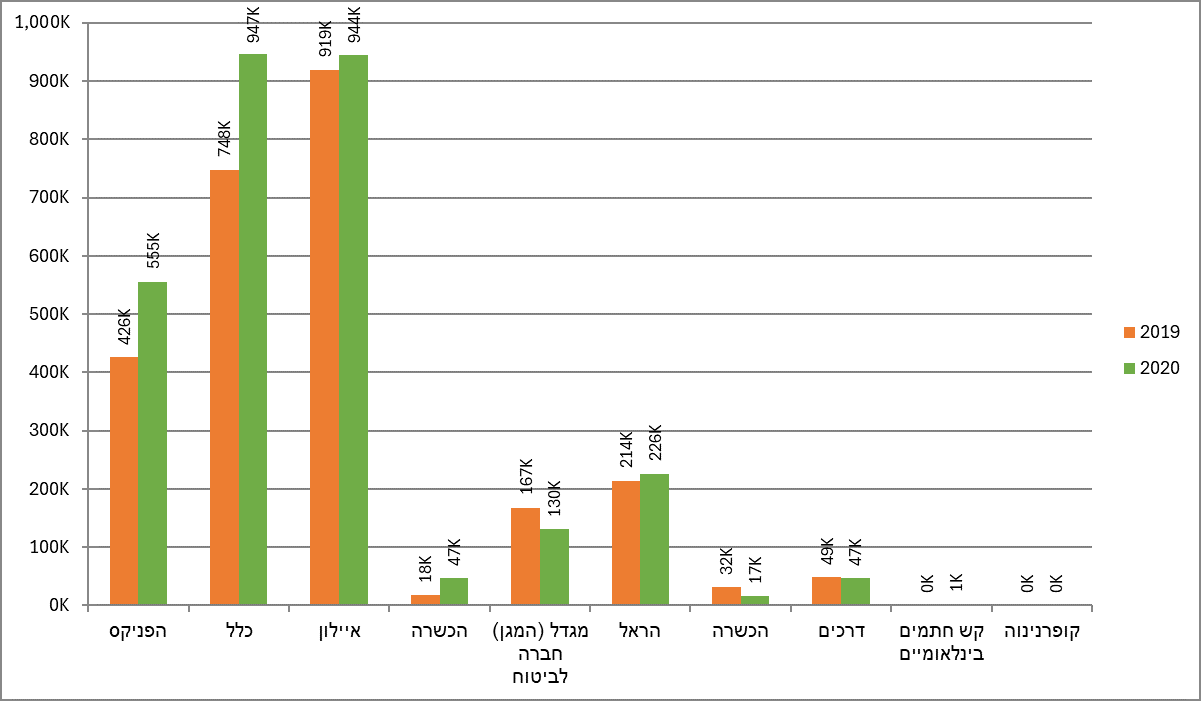 1,000K
900K
800K
700K
600K
500K
400K
300K
200K
100K
0K
426K
555K
748K
947K
919K
944K
18K
47K
167K
130K
214K
226K
32K
17K
49K
47K
0K
1K
0K
0K
הפניקס
כלל
איילון
הכשרה
מגדל (המגן)
חברה
לביטוח
הראל
הכשרה
דרכים
קש חתמים
בינלאומיים
קופרנינוה
2019
2020